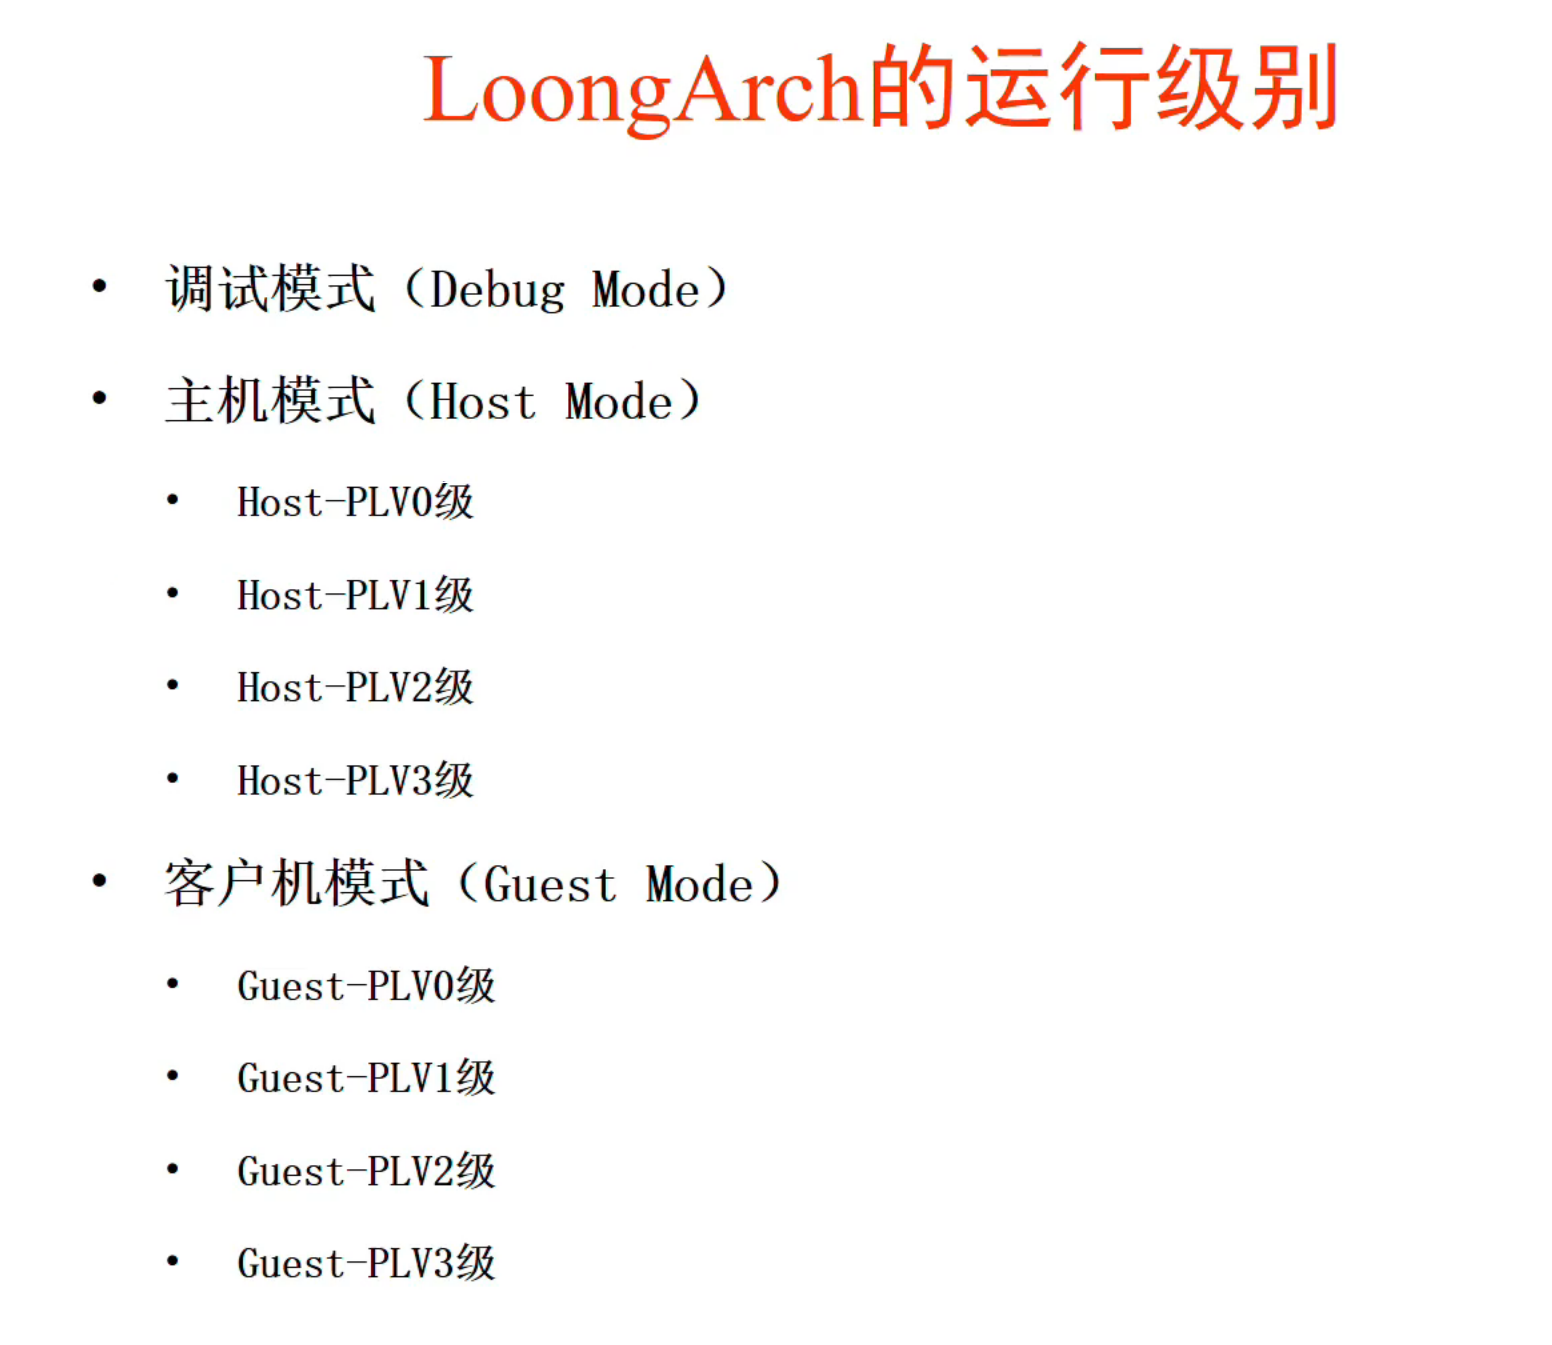 LoongArch的运行级别
• 调试模式（Debug Mode）
• 主机模式（Host Mode）
• Host-PLV0级
• Host-PLV1级
• Host-PLV2级
• Host-PLV3级
• 客户机模式（Guest Mode）
• Guest-PLV0级
• Guest-PLV1级
• Guest-PLV2级
• Guest-PLV3级